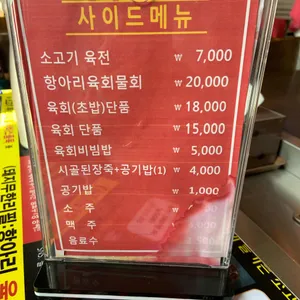 사이드메뉴
소고기 육전 ₩ 7,000
항아리육회물회 ₩ 20,000
육회(초밥)단품 ₩ 18,000
육회 단품 ₩ 15,000
육회비빔밥 ₩ 5,000
시골된장죽+공기밥(1) ₩ 4,000
공기밥 ₩ 1,000
소 주 ₩
맥 주 ₩
음료수 ₩